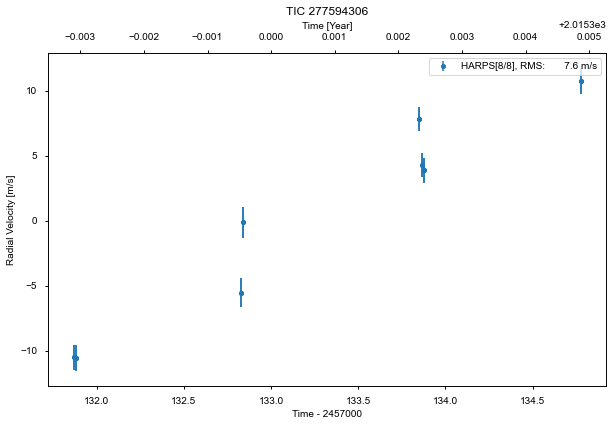 TIC 277594306
Time [Year]
+2.0153e3
−0.003 −0.002 −0.001 0.000 0.001 0.002 0.003 0.004 0.005
HARPS[8/8], RMS: 7.6 m/s
Radial Velocity [m/s]
10
5
0
−5
−10
132.0 132.5 133.0 133.5 134.0 134.5
Time - 2457000